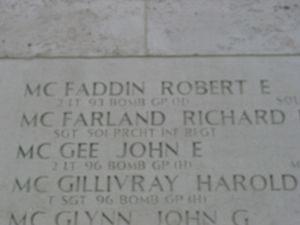 MC FADDIN ROBERT E
2 LT 93 BOMB GP (H)
MC FARLAND RICHARD
SGT 501 PRCHT INF REGT
MC GEE JOHN E
2 LT 96 BOMB GP (H)
MC GILLIVRAY HAROLD
T SGT 96 BOMB GP (H)
MC GLYNN JOHN G